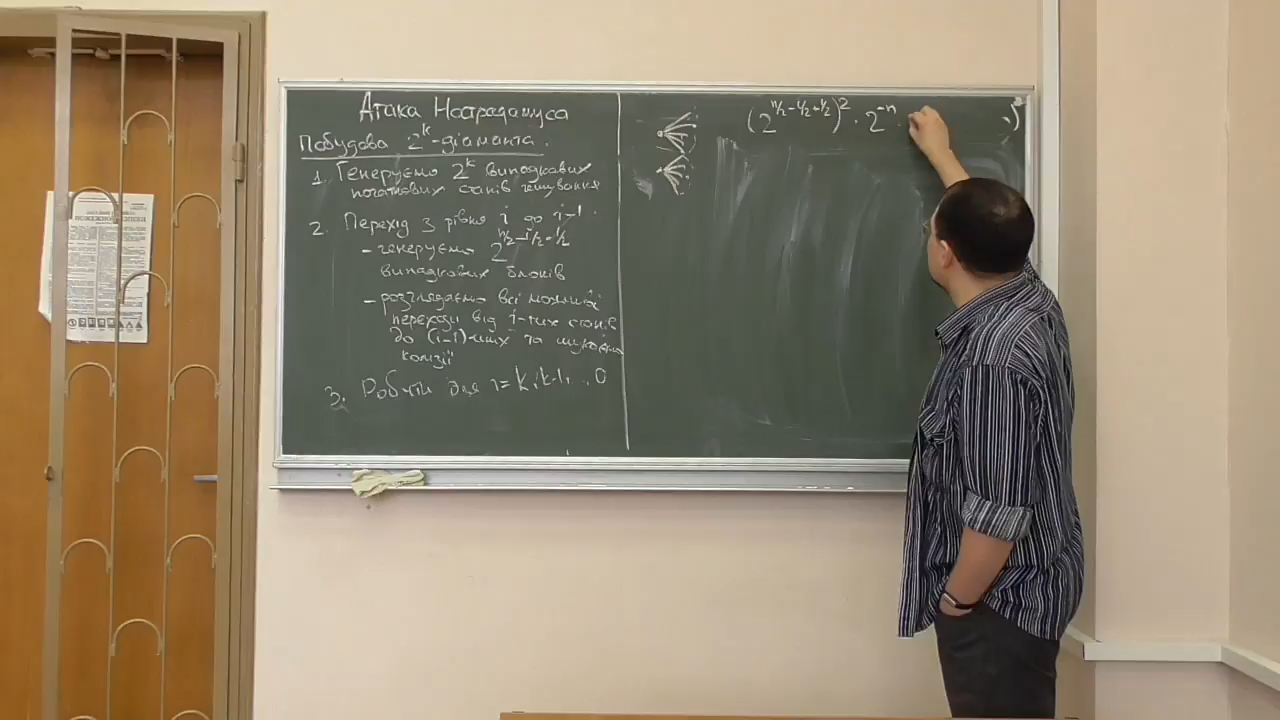 Атака Нострадамуса
Побудова 2^k-діаманта.
1. Генеруємо 2^k випадкових
початкових станів гешування
2. Перехід з рівня i до i-1.
– генеруємо 2^{n/2-i/2+1/2}
випадкових блоків
– розглядаємо всі можливі
переходи від i-тих станів
до (i-1)-их та шукаємо
колізії
3. Робити для i=k, k-1, .., 0
(2^{n/2-i/2+1/2})^2 · 2^{-n}